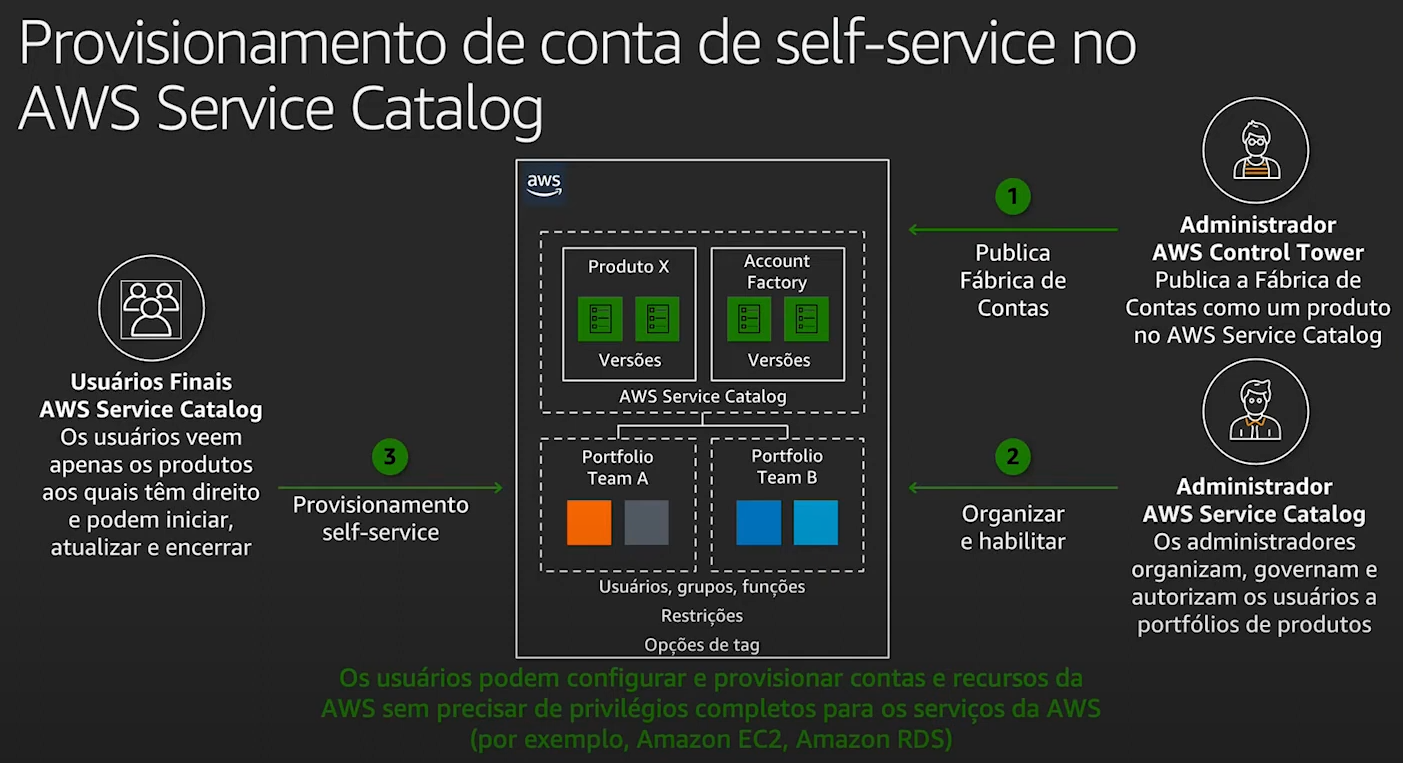 Provisionamento de conta de self-service no
AWS Service Catalog
aws
Produto X
Versões
Account
Factory
Versões
AWS Service Catalog
Portfolio
Team A
Portfolio
Team B
Usuários, grupos, funções
Restrições
Opções de tag
1
Publica
Fábrica de
Contas
Administrador
AWS Control Tower
Publica a Fábrica de
Contas como um produto
no AWS Service Catalog
2
Organizar
e habilitar
Administrador
AWS Service Catalog
Os administradores
organizam, governam e
autorizam os usuários a
portfólios de produtos
Usuários Finais
AWS Service Catalog
Os usuários veem
apenas os produtos
aos quais têm direito
e podem iniciar,
atualizar e encerrar
3
Provisionamento
self-service
Os usuários podem configurar e provisionar contas e recursos da
AWS sem precisar de privilégios completos para os serviços da AWS
(por exemplo, Amazon EC2, Amazon RDS)